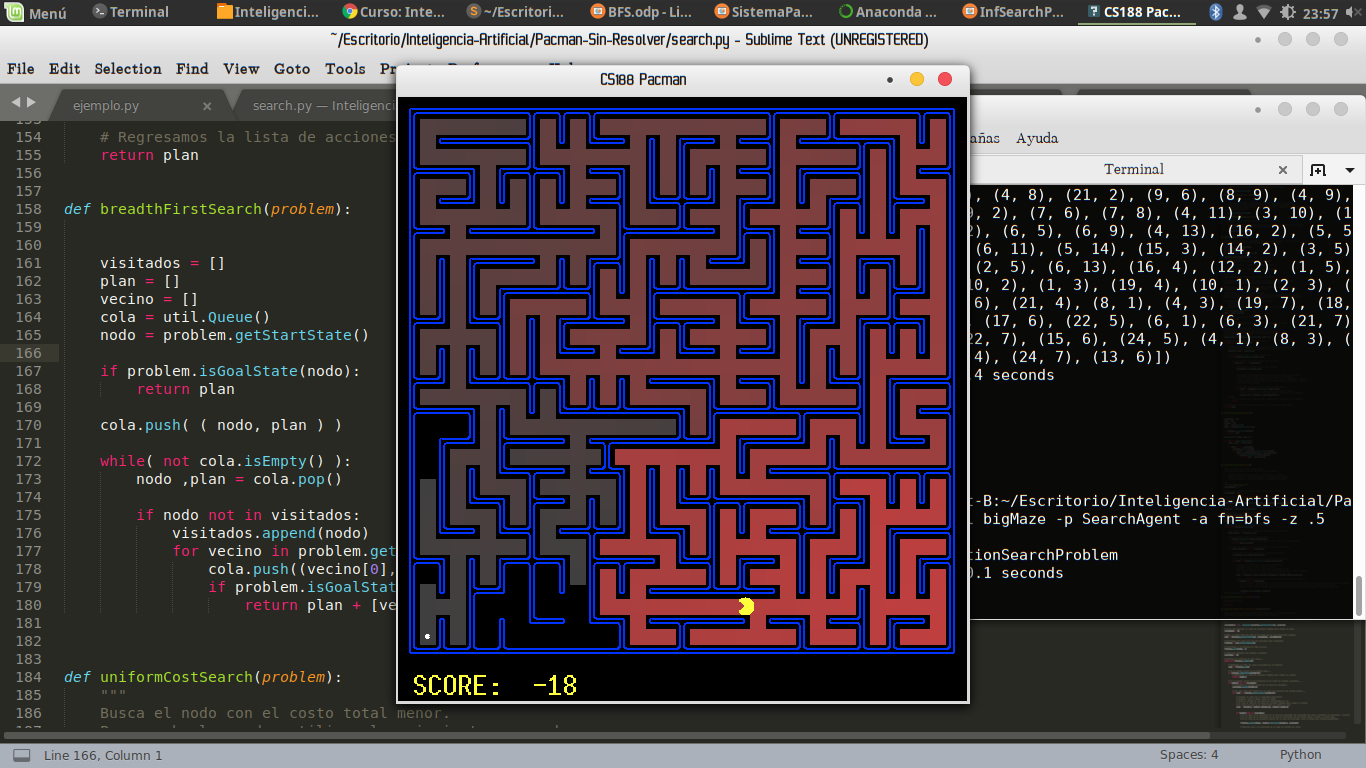 Menú
Terminal
Inteligenci...
Curso: Inte...
~/Escritori...
BFS.odp - Li...
SistemaPa...
Anaconda ...
InfSearchP...
CS188 Pac...
23:57
~/Escritorio/Inteligencia-Artificial/Pacman-Sin-Resolver/search.py - Sublime Text (UNREGISTERED)
File Edit Selection Find View Goto Tools
CS188 Pacman
ejemplo.py
search.py — Inteligenci
154 # Regresamos la lista de acciones
155 return plan
156
157
158 def breadthFirstSearch(problem):
159
160
161 visitados = []
162 plan = []
163 vecino = []
164 cola = util.Queue()
165 nodo = problem.getStartState()
166
167 if problem.isGoalState(nodo):
168 return plan
169
170 cola.push( ( nodo, plan ) )
171
172 while( not cola.isEmpty() ):
173 nodo ,plan = cola.pop()
174
175 if nodo not in visitados:
176 visitados.append(nodo)
177 for vecino in problem.get
178 cola.push((vecino[0],
179 if problem.isGoalStat
180 return plan + [ve
181
182
183
184 def uniformCostSearch(problem):
185 """
186 Busca el nodo con el costo total menor.
SCORE: -18
añas Ayuda
Terminal
, (4, 8), (21, 2), (9, 6), (8, 9), (4, 9),
2), (7, 6), (7, 8), (4, 11), (3, 10), (1
2), (6, 5), (6, 9), (4, 13), (16, 2), (5, 5
(6, 11), (5, 14), (15, 3), (14, 2), (3, 5)
(2, 5), (6, 13), (16, 4), (12, 2), (1, 5),
10, 2), (1, 3), (19, 4), (10, 1), (2, 3), (
6), (21, 4), (8, 1), (4, 3), (19, 7), (18,
(17, 6), (22, 5), (6, 1), (6, 3), (21, 7)
22, 7), (15, 6), (24, 5), (4, 1), (8, 3), (
4), (24, 7), (13, 6)])
4 seconds
t-B:~/Escritorio/Inteligencia-Artificial/Pa
bigMaze -p SearchAgent -a fn=bfs -z .5
tionSearchProblem
0.1 seconds
Line 166, Column 1
Spaces: 4
Python